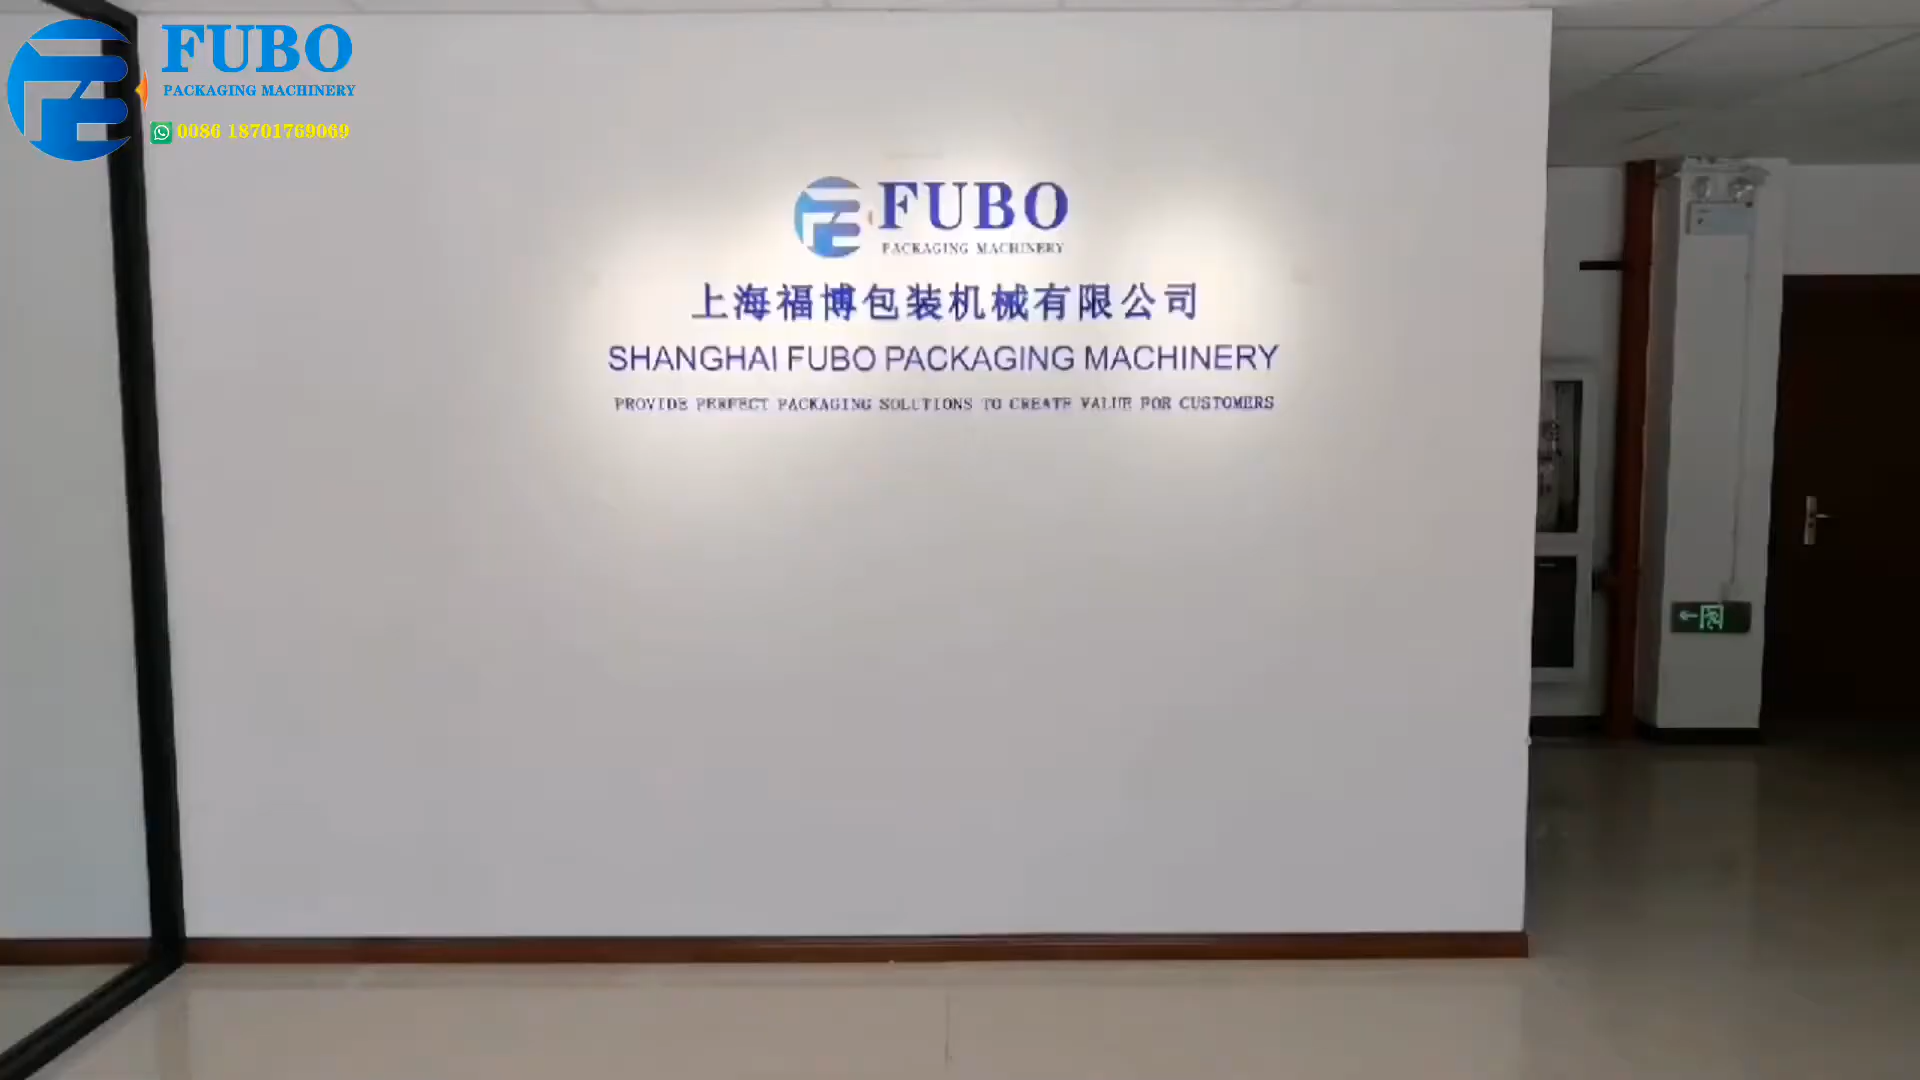 FUBO
PACKAGING MACHINERY
0086 18701769069
FUBO
PACKAGING MACHINERY
上海福博包装机械有限公司
SHANGHAI FUBO PACKAGING MACHINERY
PROVIDE PERFECT PACKAGING SOLUTIONS TO CREATE VALUE FOR CUSTOMERS